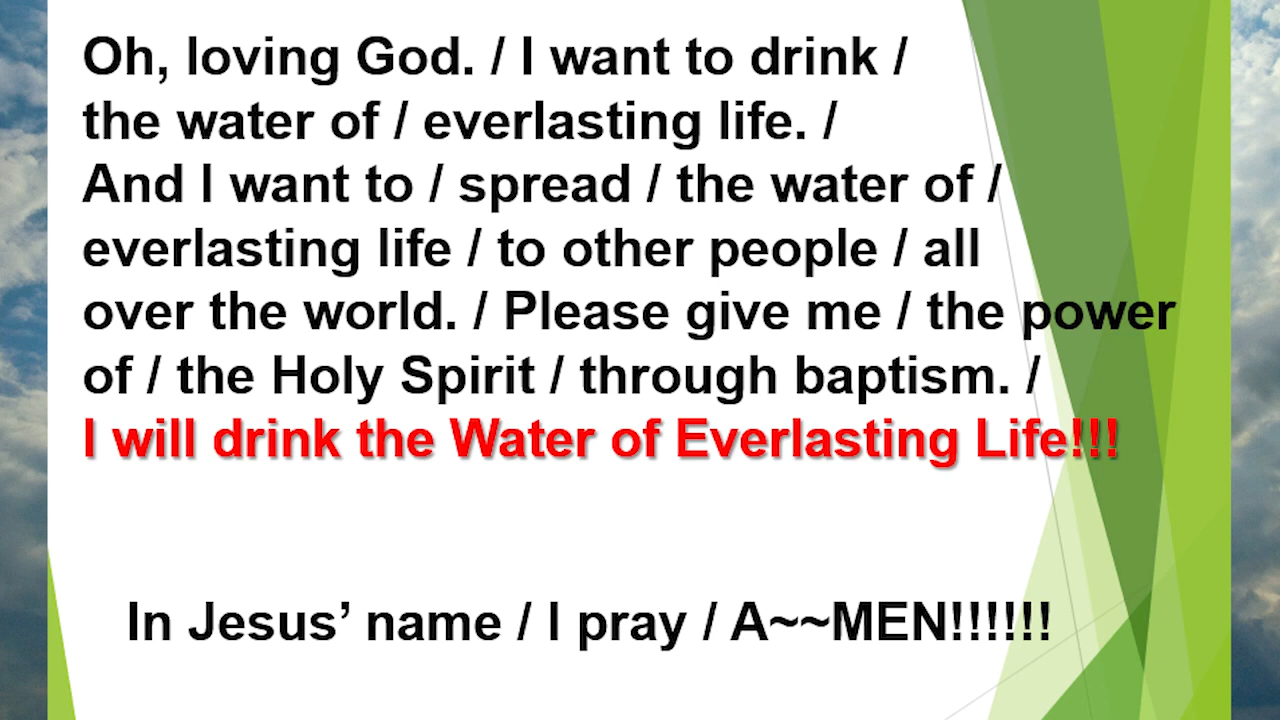 Oh, loving God. / I want to drink /
the water of / everlasting life. /
And I want to / spread / the water of /
everlasting life / to other people / all
over the world. / Please give me / the power
of / the Holy Spirit / through baptism. /
I will drink the Water of Everlasting Life!!!
In Jesus’ name / I pray / A~~MEN!!!!!!